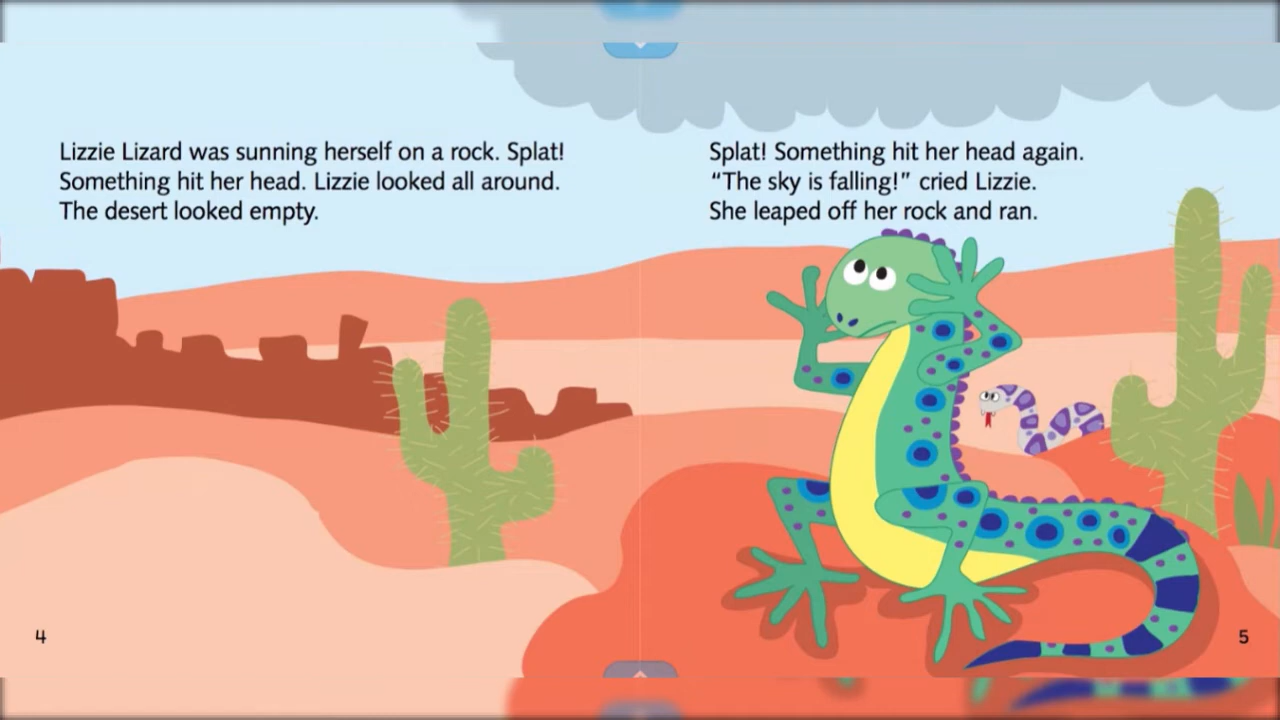 Lizzie Lizard was sunning herself on a rock. Splat!
Something hit her head. Lizzie looked all around.
The desert looked empty.
Splat! Something hit her head again.
“The sky is falling!” cried Lizzie.
She leaped off her rock and ran.
4
5